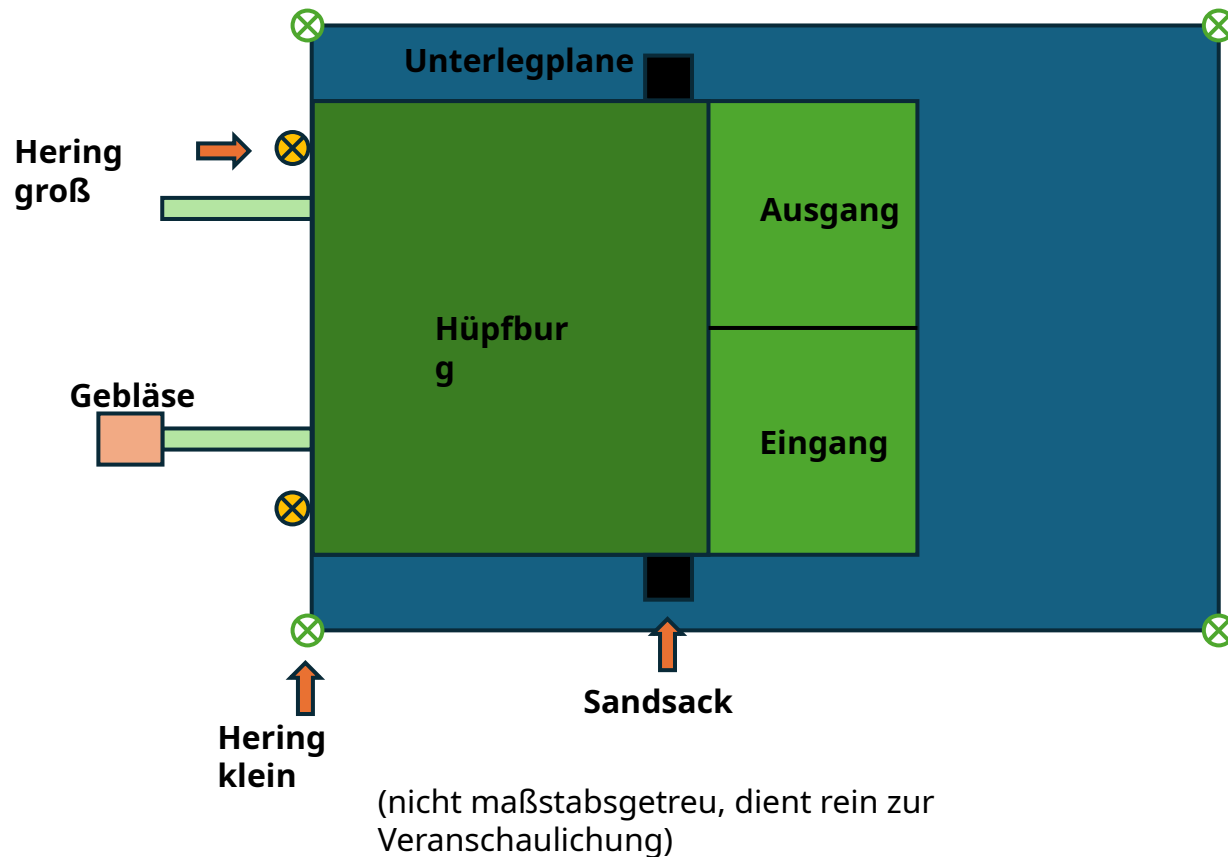 Unterlegplane
Hering
groß
Ausgang
Hüpfbur
g
Gebläse
Eingang
Sandsack
Hering
klein
(nicht maßstabsgetreu, dient rein zur
Veranschaulichung)